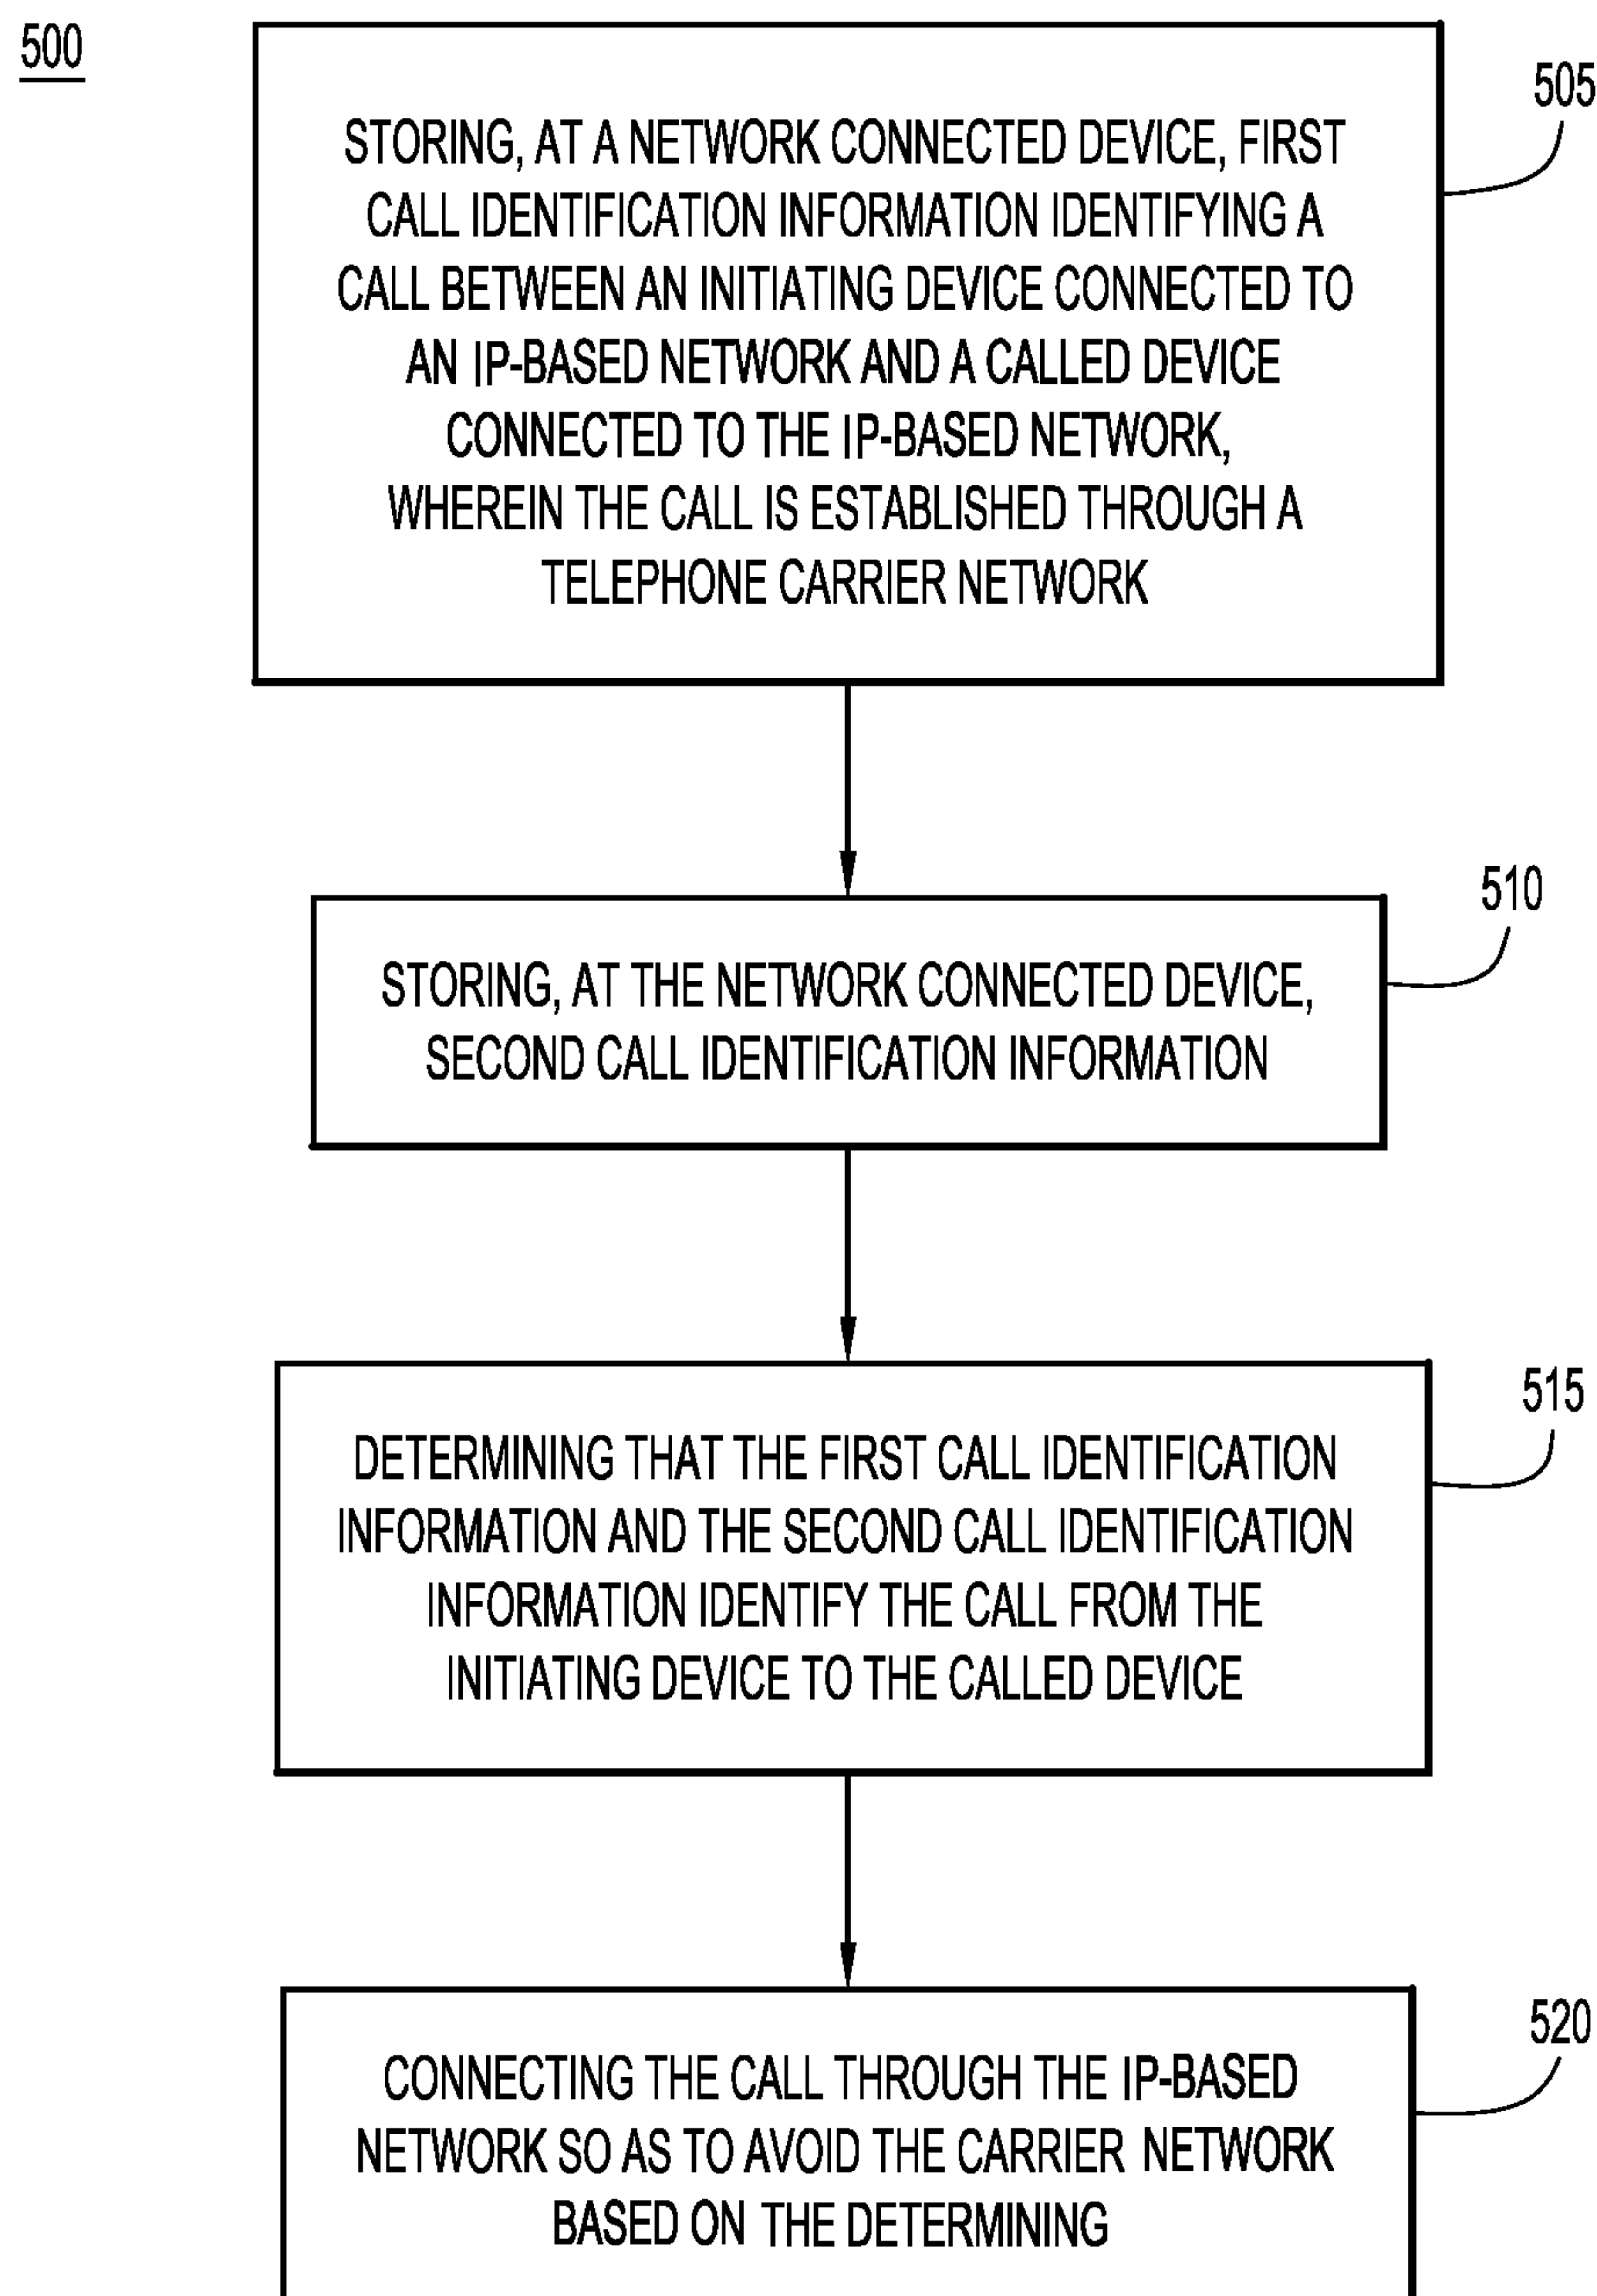 500
505
STORING, AT A NETWORK CONNECTED DEVICE, FIRST
CALL IDENTIFICATION INFORMATION IDENTIFYING A
CALL BETWEEN AN INITIATING DEVICE CONNECTED TO
AN IP-BASED NETWORK AND A CALLED DEVICE
CONNECTED TO THE IP-BASED NETWORK,
WHEREIN THE CALL IS ESTABLISHED THROUGH A
TELEPHONE CARRIER NETWORK
510
STORING, AT THE NETWORK CONNECTED DEVICE,
SECOND CALL IDENTIFICATION INFORMATION
515
DETERMINING THAT THE FIRST CALL IDENTIFICATION
INFORMATION AND THE SECOND CALL IDENTIFICATION
INFORMATION IDENTIFY THE CALL FROM THE
INITIATING DEVICE TO THE CALLED DEVICE
520
CONNECTING THE CALL THROUGH THE IP-BASED
NETWORK SO AS TO AVOID THE CARRIER NETWORK
BASED ON THE DETERMINING